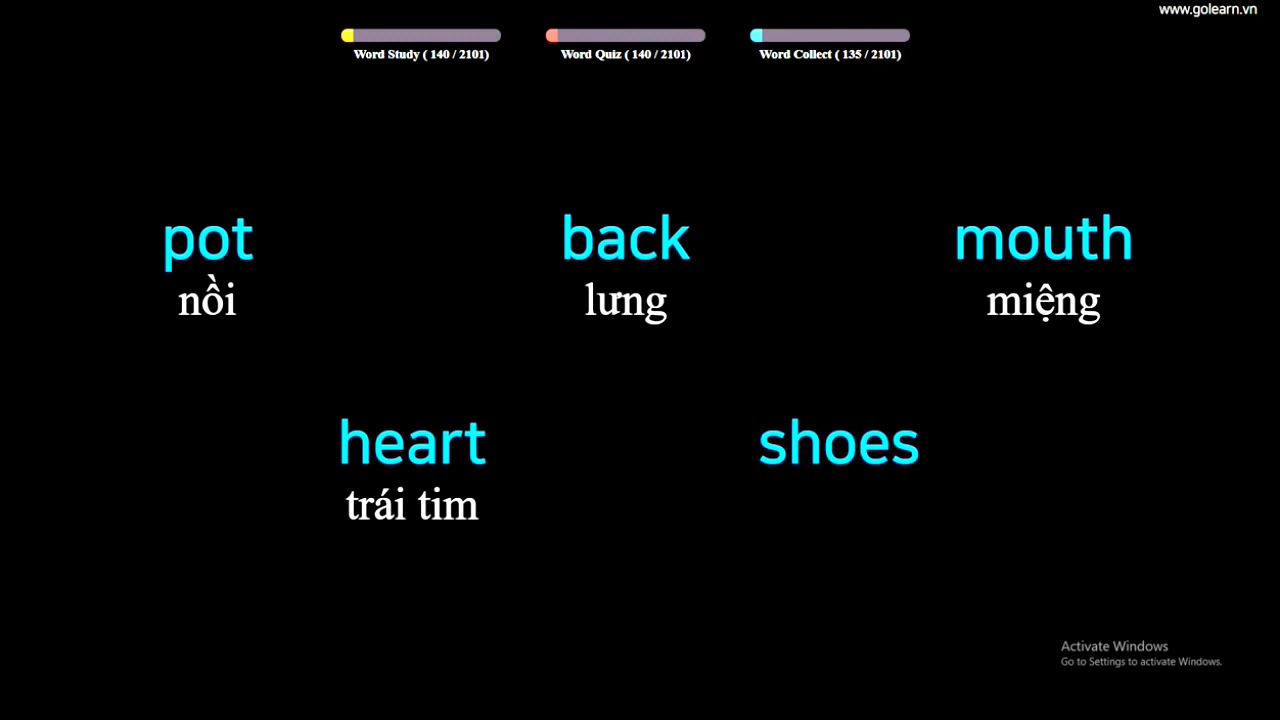 www.golearn.vn
Word Study ( 140 / 2101)
Word Quiz ( 140 / 2101)
Word Collect ( 135 / 2101)
pot
nồi
back
lưng
mouth
miệng
heart
trái tim
shoes
Activate Windows
Go to Settings to activate Windows.